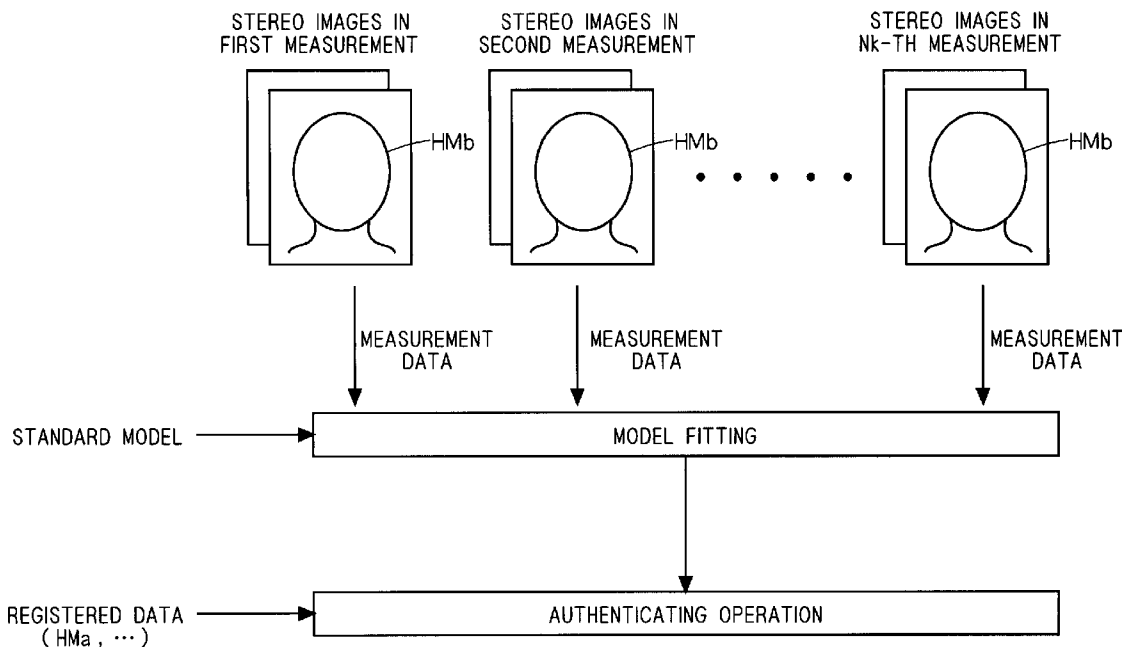 STEREO IMAGES IN
FIRST MEASUREMENT
STEREO IMAGES IN
SECOND MEASUREMENT
STEREO IMAGES IN
Nk-TH MEASUREMENT
HMb
HMb
HMb
MEASUREMENT
DATA
MEASUREMENT
DATA
MEASUREMENT
DATA
STANDARD MODEL
MODEL FITTING
REGISTERED DATA
(HMa, ⋯)
AUTHENTICATING OPERATION